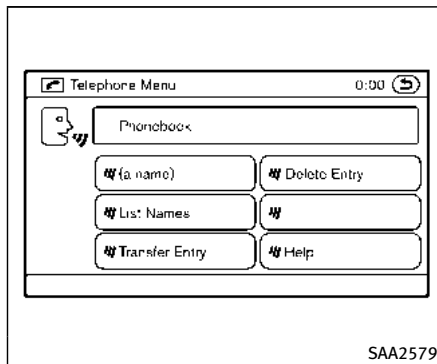 Telephone Menu 0:00
Phonebook
(a name) Delete Entry
List Names
Transfer Entry Help
SAA2579